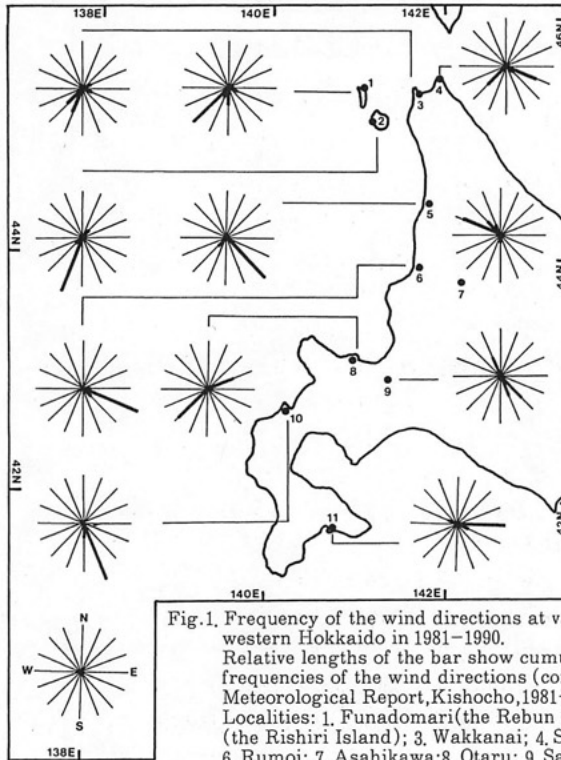 138E 140E 142E
46N
1
4
3
2
5
44N
44N
6
7
8
9
10
42N
11
42N
140E 142E
N
W E
S
138E
Fig.1. Frequency of the wind directions at
western Hokkaido in 1981-1990.
Relative lengths of the bar show
frequencies of the wind directions
Meteorological Report, Kishocho, 1981-
Localities: 1. Funadomari (the Rebun
(the Rishiri Island); 3. Wakkanai; 4.
6. Rumoi; 7. Asahikawa; 8. Otaru; 9.